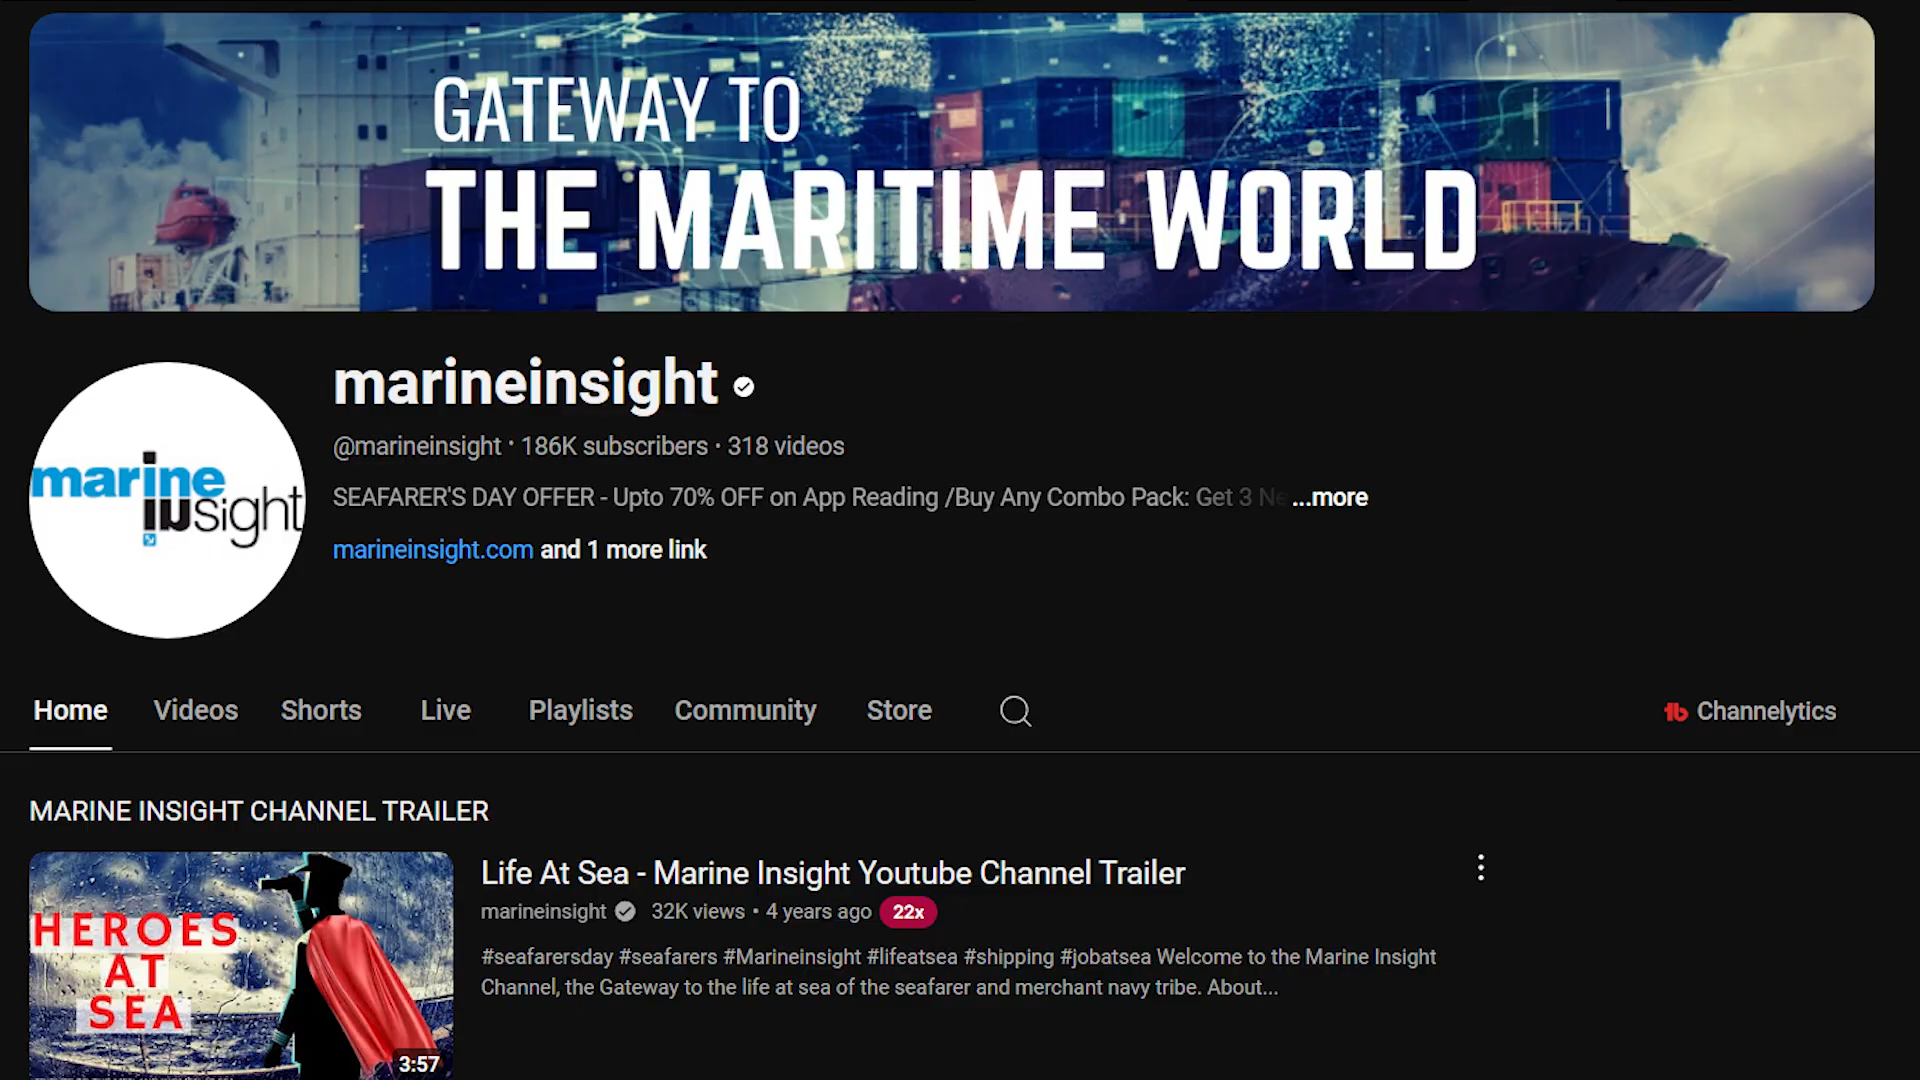 GATEWAY TO
THE MARITIME WORLD
marine
insight
marineinsight
@marineinsight · 186K subscribers · 318 videos
SEAFARER'S DAY OFFER - Upto 70% OFF on App Reading /Buy Any Combo Pack: Get 3 Ne ...more
marineinsight.com and 1 more link
Home Videos Shorts Live Playlists Community Store Channelytics
MARINE INSIGHT CHANNEL TRAILER
HEROES
AT
SEA
3:57
Life At Sea - Marine Insight Youtube Channel Trailer
marineinsight 32K views • 4 years ago 22x
#seafarersday #seafarers #Marineinsight #lifeatsea #shipping #jobatsea Welcome to the Marine Insight
Channel, the Gateway to the life at sea of the seafarer and merchant navy tribe. About...